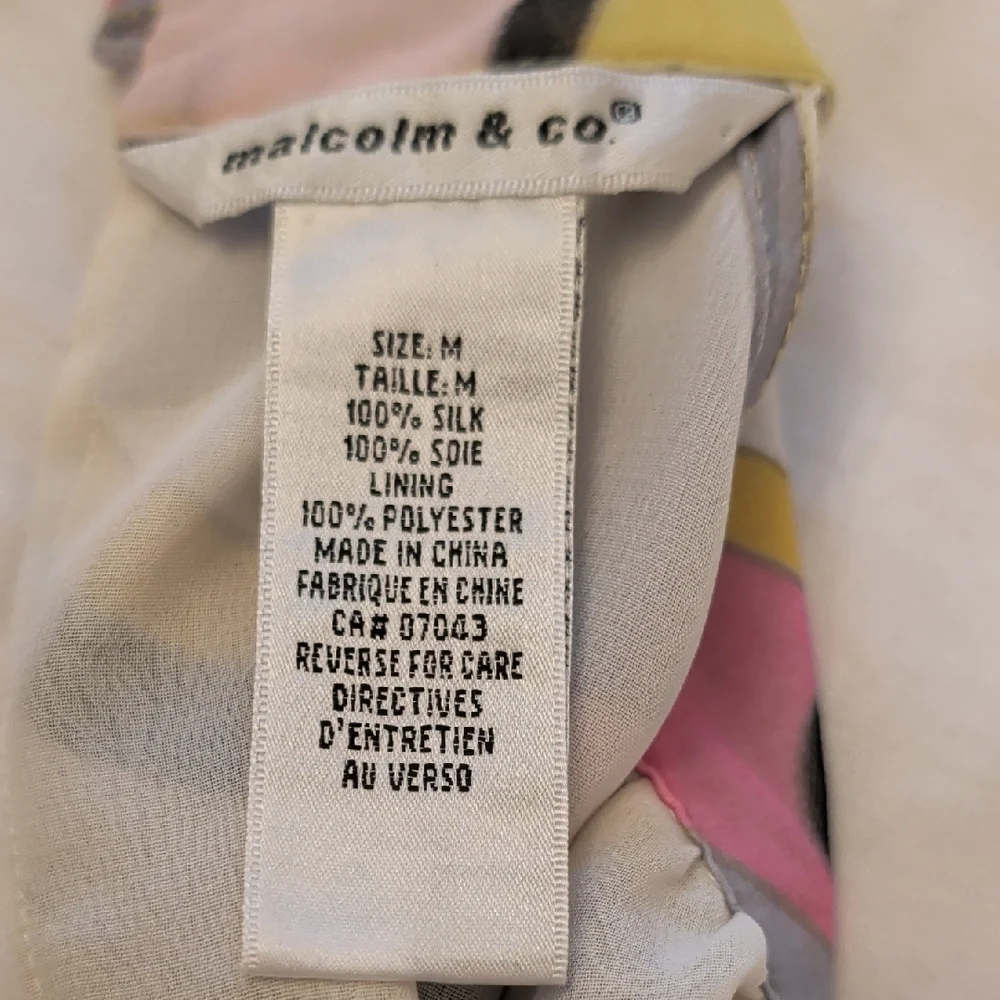 malcolm & co.®
SIZE: M
TAILLE: M
100% SILK
100% SOIE
LINING
100% POLYESTER
MADE IN CHINA
FABRIQUE EN CHINE
CA# 07043
REVERSE FOR CARE
DIRECTIVES
D'ENTRETIEN
AU VERSO